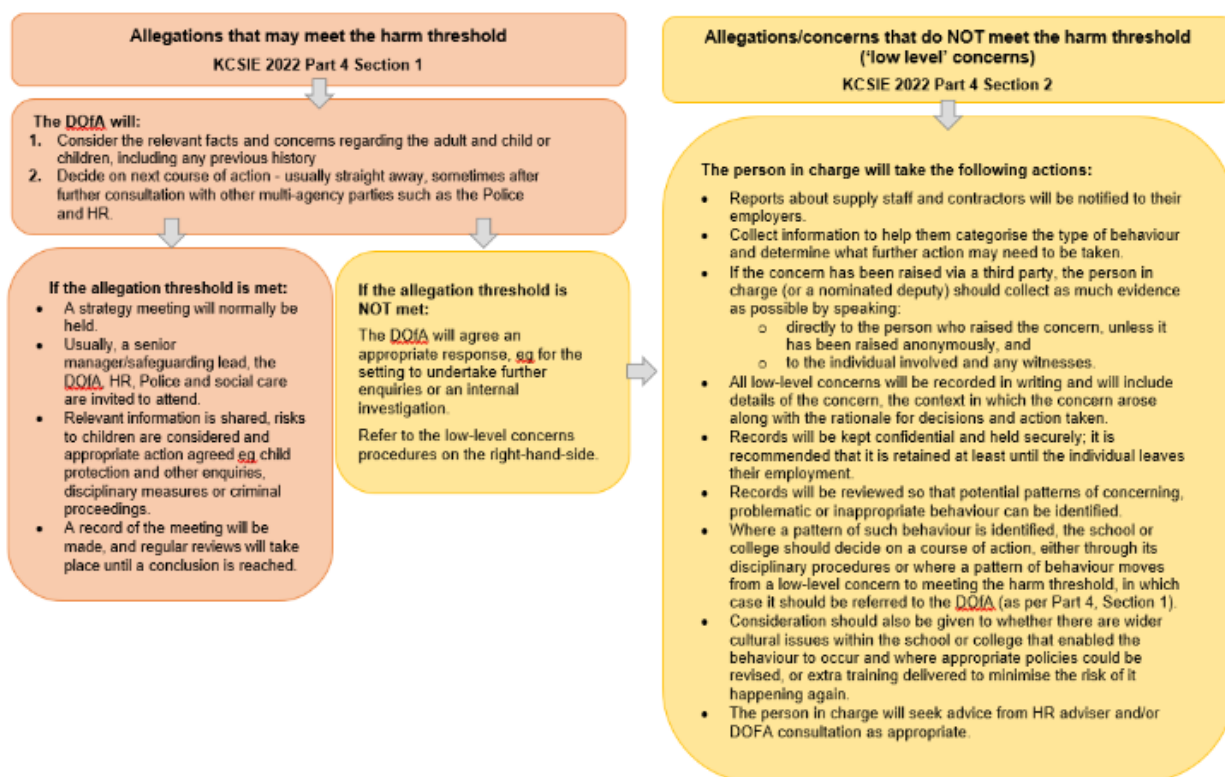 Allegations that may meet the harm threshold
KCSIE 2022 Part 4 Section 1
The DOfA will:
1. Consider the relevant facts and concerns regarding the adult and child or
children, including any previous history
2. Decide on next course of action - usually straight away, sometimes after
further consultation with other multi-agency parties such as the Police
and HR.
If the allegation threshold is met:
• A strategy meeting will normally be
held.
• Usually, a senior
manager/safeguarding lead, the
DOfA, HR, Police and social care
are invited to attend.
• Relevant information is shared, risks
to children are considered and
appropriate action agreed eg child
protection and other enquiries,
disciplinary measures or criminal
proceedings.
• A record of the meeting will be
made, and regular reviews will take
place until a conclusion is reached.
If the allegation threshold is
NOT met:
The DOfA will agree an
appropriate response, eg for the
setting to undertake further
enquiries or an internal
investigation.
Refer to the low-level concerns
procedures on the right-hand-side.
Allegations/concerns that do NOT meet the harm threshold
('low level' concerns)
KCSIE 2022 Part 4 Section 2
The person in charge will take the following actions:
• Reports about supply staff and contractors will be notified to their
employers.
• Collect information to help them categorise the type of behaviour
and determine what further action may need to be taken.
• If the concern has been raised via a third party, the person in
charge (or a nominated deputy) should collect as much evidence
as possible by speaking:
o directly to the person who raised the concern, unless it
has been raised anonymously, and
o to the individual involved and any witnesses.
• All low-level concerns will be recorded in writing and will include
details of the concern, the context in which the concern arose
along with the rationale for decisions and action taken.
• Records will be kept confidential and held securely; it is
recommended that it is retained at least until the individual leaves
their employment.
• Records will be reviewed so that potential patterns of concerning,
problematic or inappropriate behaviour can be identified.
• Where a pattern of such behaviour is identified, the school or
college should decide on a course of action, either through its
disciplinary procedures or where a pattern of behaviour moves
from a low-level concern to meeting the harm threshold, in which
case it should be referred to the DOfA (as per Part 4, Section 1).
• Consideration should also be given to whether there are wider
cultural issues within the school or college that enabled the
behaviour to occur and where appropriate policies could be
revised, or extra training delivered to minimise the risk of it
happening again.
• The person in charge will seek advice from HR adviser and/or
DOFA consultation as appropriate.